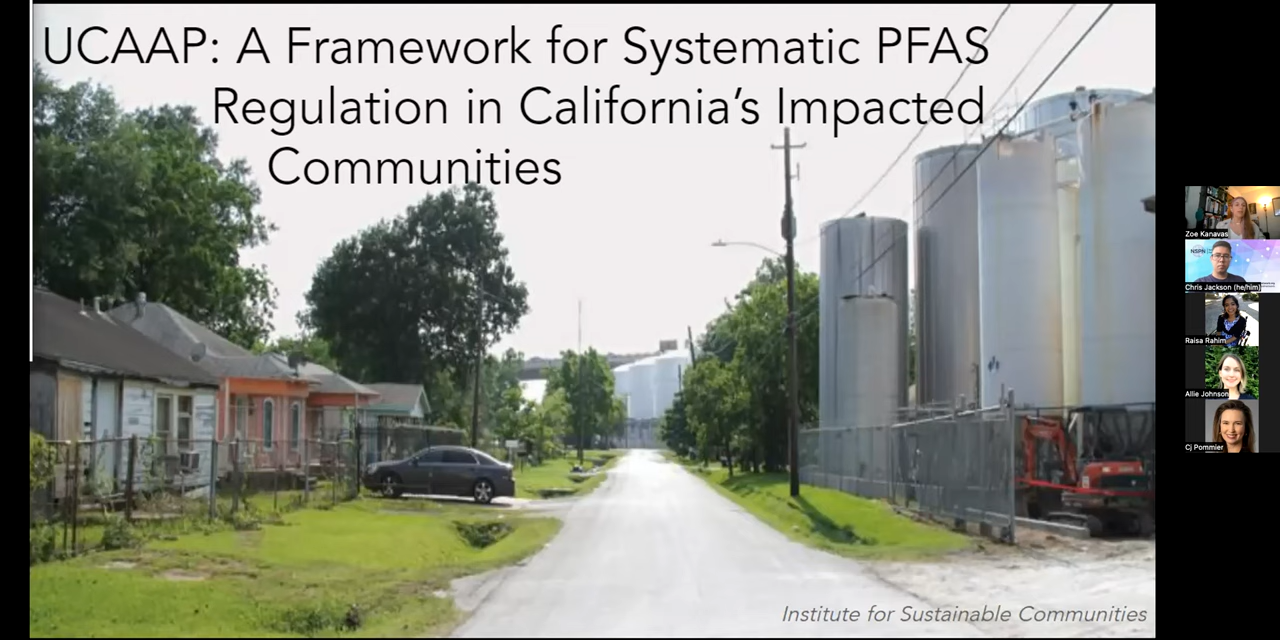 UCAAP: A Framework for Systematic PFAS
Regulation in California's Impacted
Communities
Institute for Sustainable Communities
Zoe Kanavas
NSPN
Chris Jackson (he/him)
Raisa Rahim
Allie Johnson
Cj Pommier